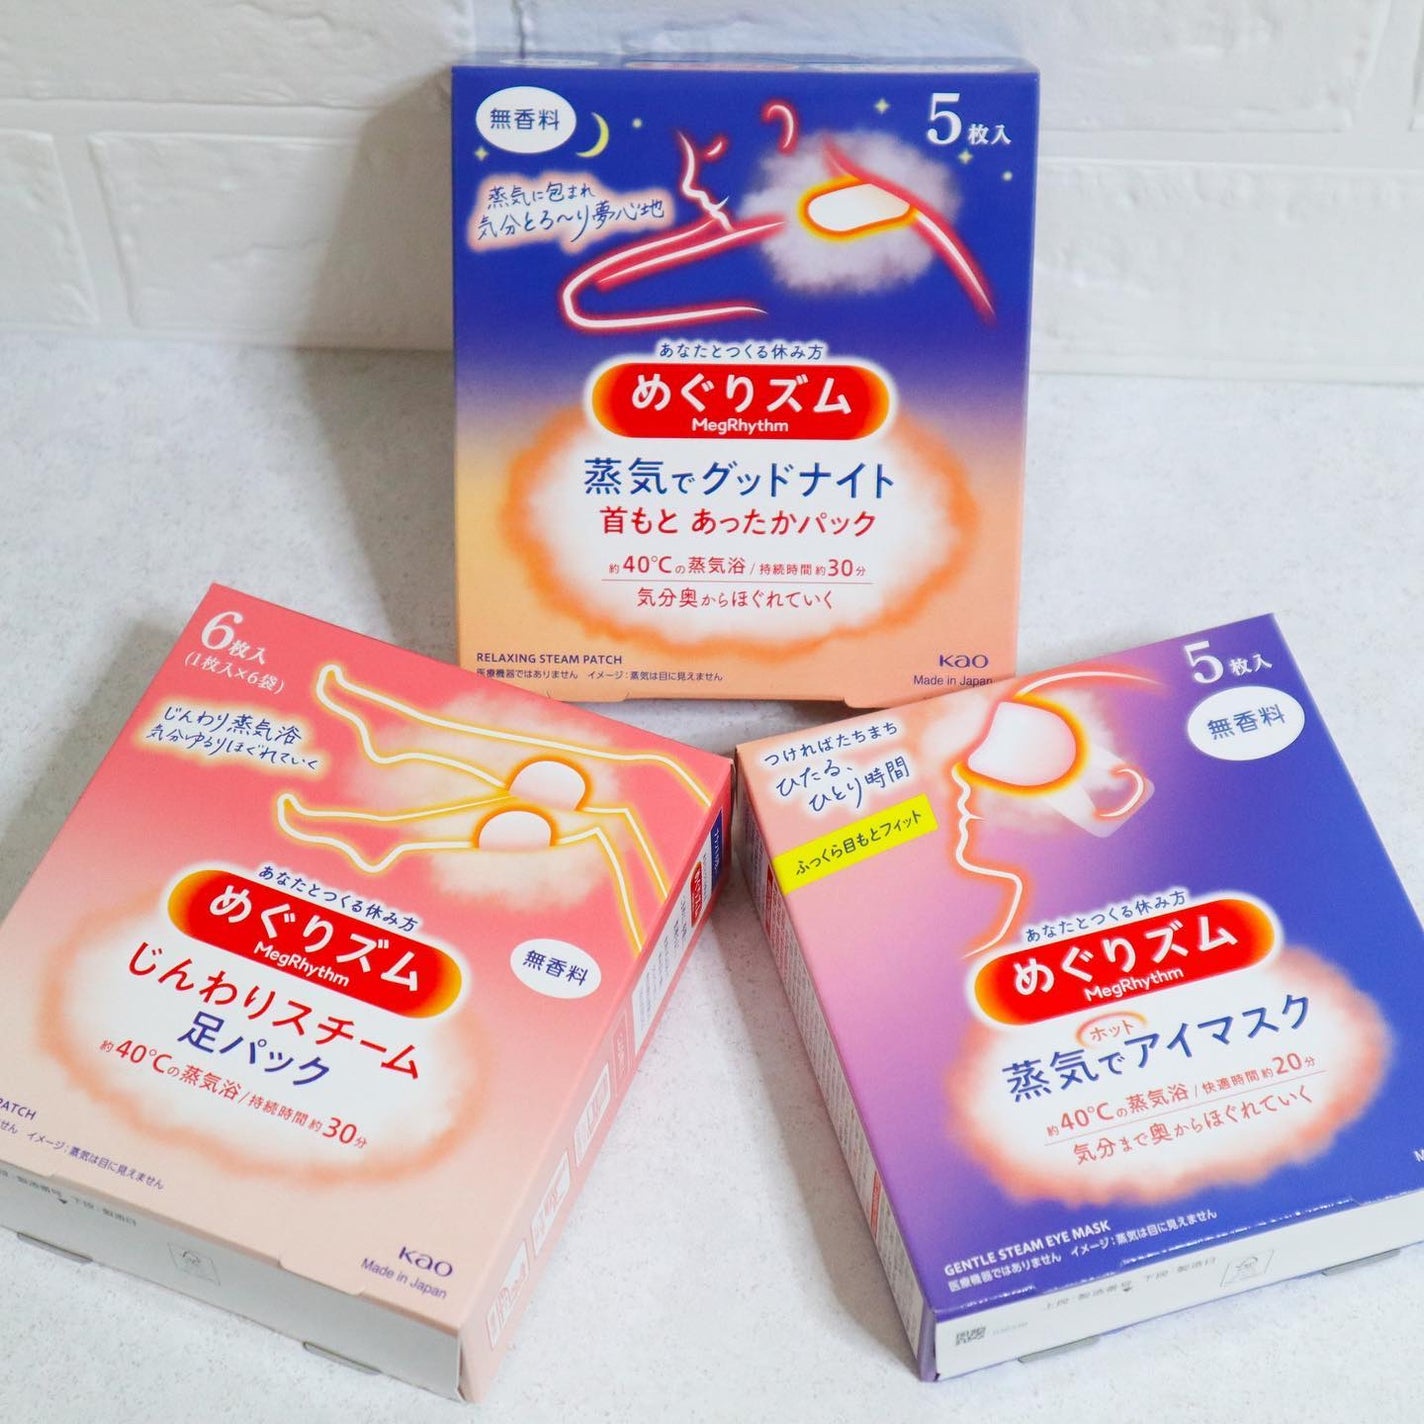 無香料
5枚入
蒸気に包まれ
気分とろ〜り夢心地
あなたとつくる休み方
めぐりズム
MegRhythm
蒸気でグッドナイト
首もと あったかパック
約40℃の蒸気浴/持続時間約30分
気分奥からほぐれていく
RELAXING STEAM PATCH
医療機器ではありません イメージ:蒸気は目に見えません
Kao
Made in Japan
6枚入
(1枚入×6袋)
じんわり蒸気浴
気分ゆるりほぐれていく
あなたとつくる休み方
めぐりズム
MegRhythm
無香料
じんわりスチーム
足パック
約40℃の蒸気浴/持続時間約30分
PATCH
せん イメージ:蒸気は目に見えません
Kao
Made in Japan
5枚入
無香料
つければたちまち
ひたる、
ひとり時間
ふっくら目もとフィット
あなたとつくる休み方
めぐりズム
MegRhythm
ホット
蒸気でアイマスク
約40℃の蒸気浴/快適時間約20分
気分まで奥からほぐれていく
GENTLE STEAM EYE MASK
医療機器ではありません イメージ:蒸気は目に見えません
上段:製造番号 下段:製造日